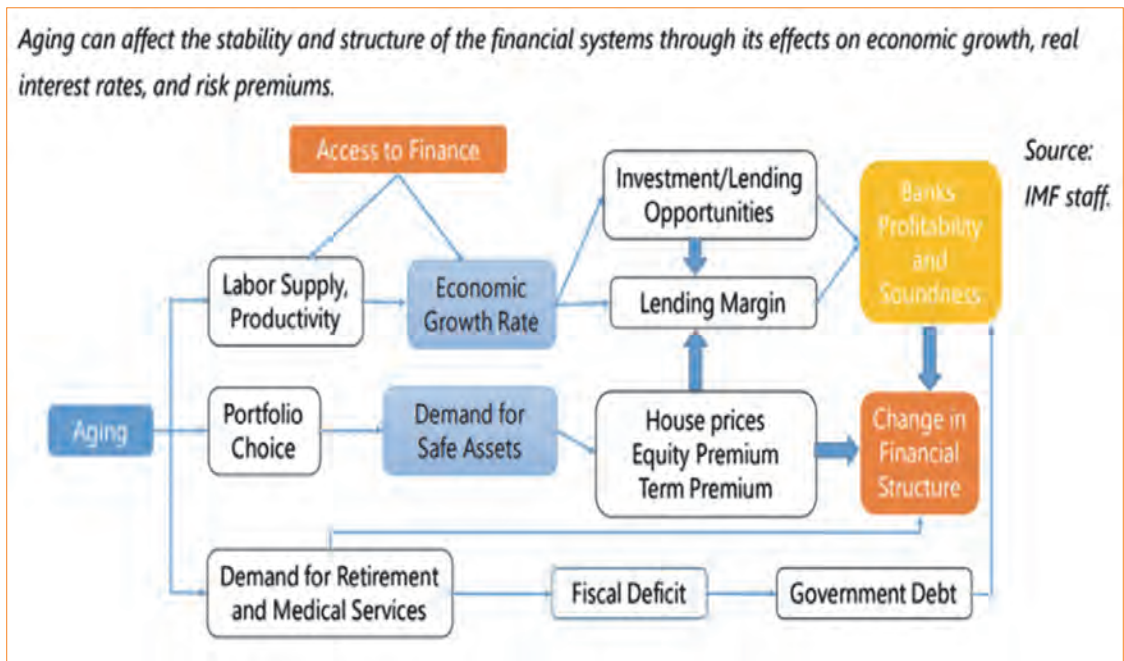 Aging can affect the stability and structure of the financial systems through its effects on economic growth, real
interest rates, and risk premiums.
Access to Finance
Source:
IMF staff.
Investment/Lending
Opportunities
Banks
Profitability
and
Soundness
Labor Supply,
Productivity
Economic
Growth Rate
Lending Margin
Aging
Portfolio
Choice
Demand for
Safe Assets
House prices
Equity Premium
Term Premium
Change in
Financial
Structure
Demand for Retirement
and Medical Services
Fiscal Deficit
Government Debt